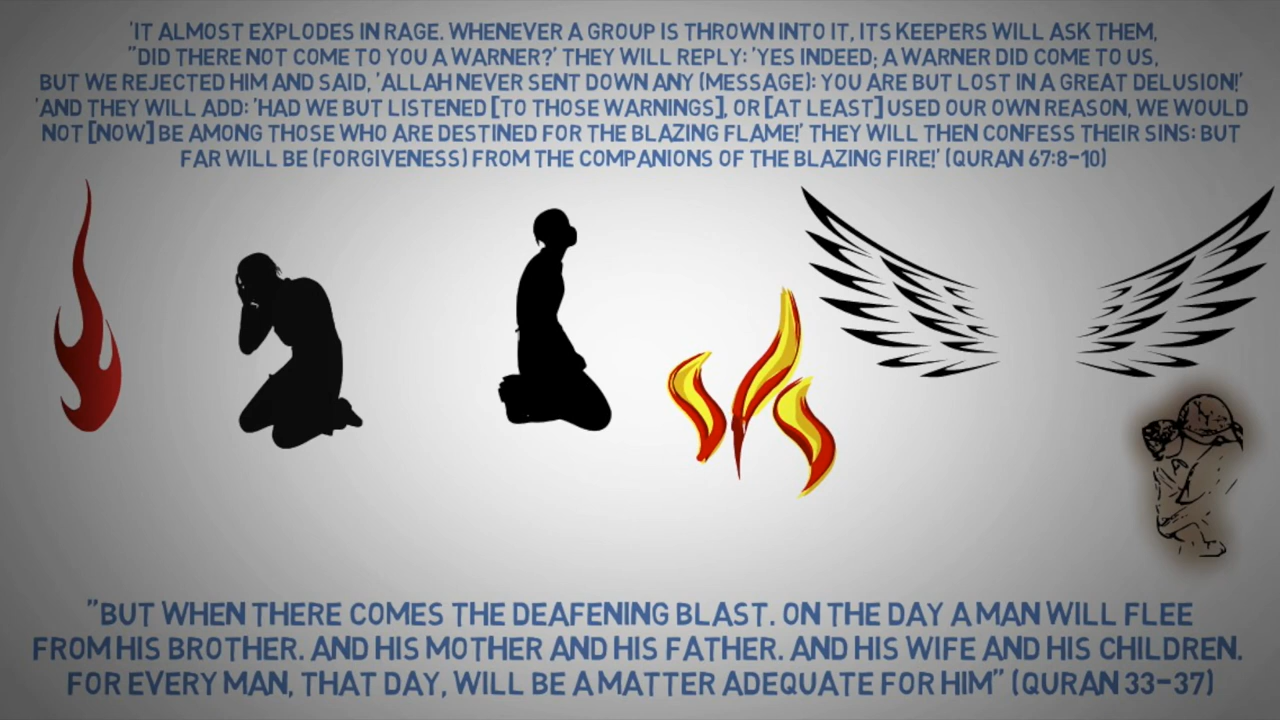 'IT ALMOST EXPLODES IN RAGE. WHENEVER A GROUP IS THROWN INTO IT, ITS KEEPERS WILL ASK THEM,
"DID THERE NOT COME TO YOU A WARNER?' THEY WILL REPLY: 'YES INDEED; A WARNER DID COME TO US,
BUT WE REJECTED HIM AND SAID, 'ALLAH NEVER SENT DOWN ANY (MESSAGE): YOU ARE BUT LOST IN A GREAT DELUSION!'
'AND THEY WILL ADD: 'HAD WE BUT LISTENED [TO THOSE WARNINGS], OR [AT LEAST] USED OUR OWN REASON, WE WOULD
NOT [NOW] BE AMONG THOSE WHO ARE DESTINED FOR THE BLAZING FLAME!' THEY WILL THEN CONFESS THEIR SINS: BUT
FAR WILL BE (FORGIVENESS) FROM THE COMPANIONS OF THE BLAZING FIRE!' (QURAN 67:8-10)
"BUT WHEN THERE COMES THE DEAFENING BLAST. ON THE DAY A MAN WILL FLEE
FROM HIS BROTHER. AND HIS MOTHER AND HIS FATHER. AND HIS WIFE AND HIS CHILDREN.
FOR EVERY MAN, THAT DAY, WILL BE A MATTER ADEQUATE FOR HIM" (QURAN 33-37)